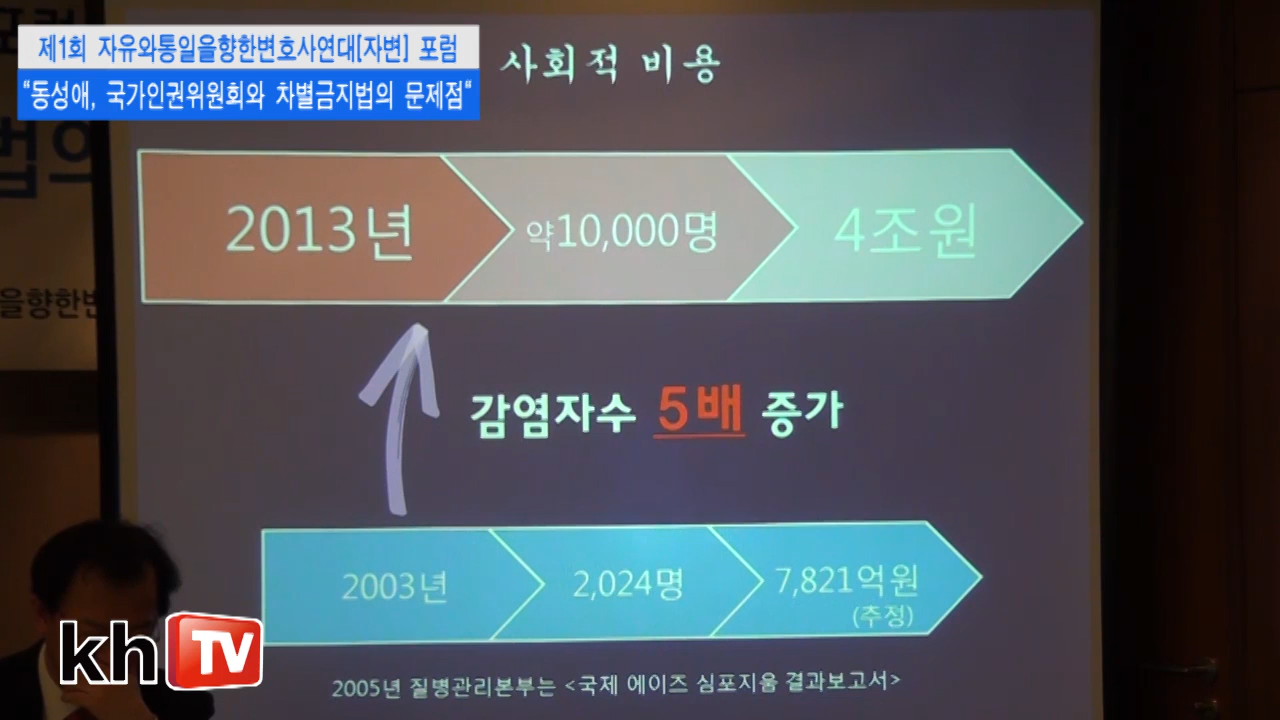 제1회 자유와통일을향한변호사연대[자변] 포럼
“동성애, 국가인권위원회와 차별금지법의 문제점“
사회적 비용
법의
2013년
약10,000명
4조원
을향한변
감염자수 5배 증가
2003년
2,024명
7,821억원
(추정)
kh TV
2005년 질병관리본부는 <국제 에이즈 심포지움 결과보고서>